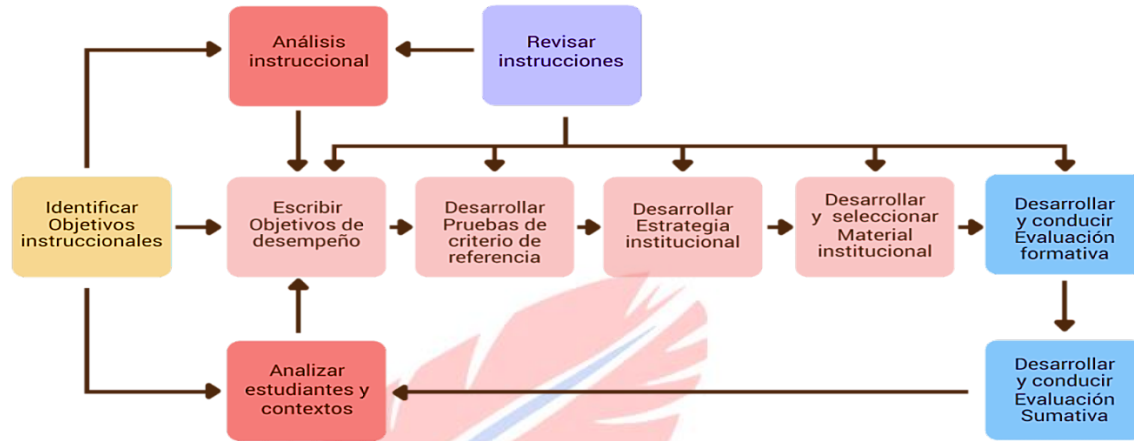 Análisis
instruccional
Revisar
instrucciones
Identificar
Objetivos
instruccionales
Escribir
Objetivos de
desempeño
Desarrollar
Pruebas de
criterio de
referencia
Desarrollar
Estrategia
institucional
Desarrollar
y seleccionar
Material
institucional
Desarrollar
y conducir
Evaluación
formativa
Analizar
estudiantes y
contextos
Desarrollar
y conducir
Evaluación
Sumativa